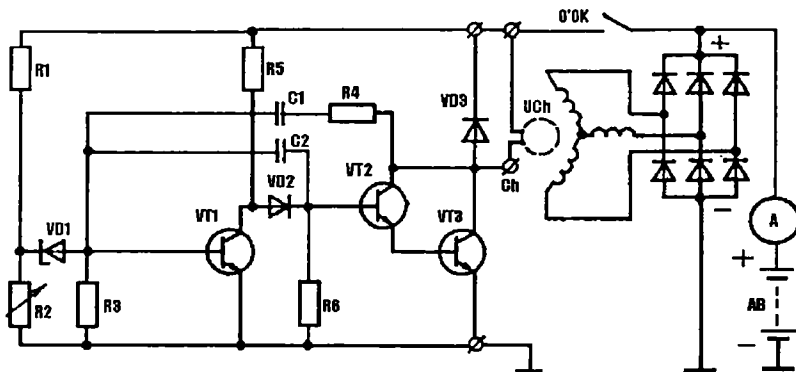 O'OK
+
R1
R5
C1
R4
VD3
UCh
C2
VT2
VD2
Ch
VT1
VT3
VD1
−
A
R2
R3
R6
+
AB
−